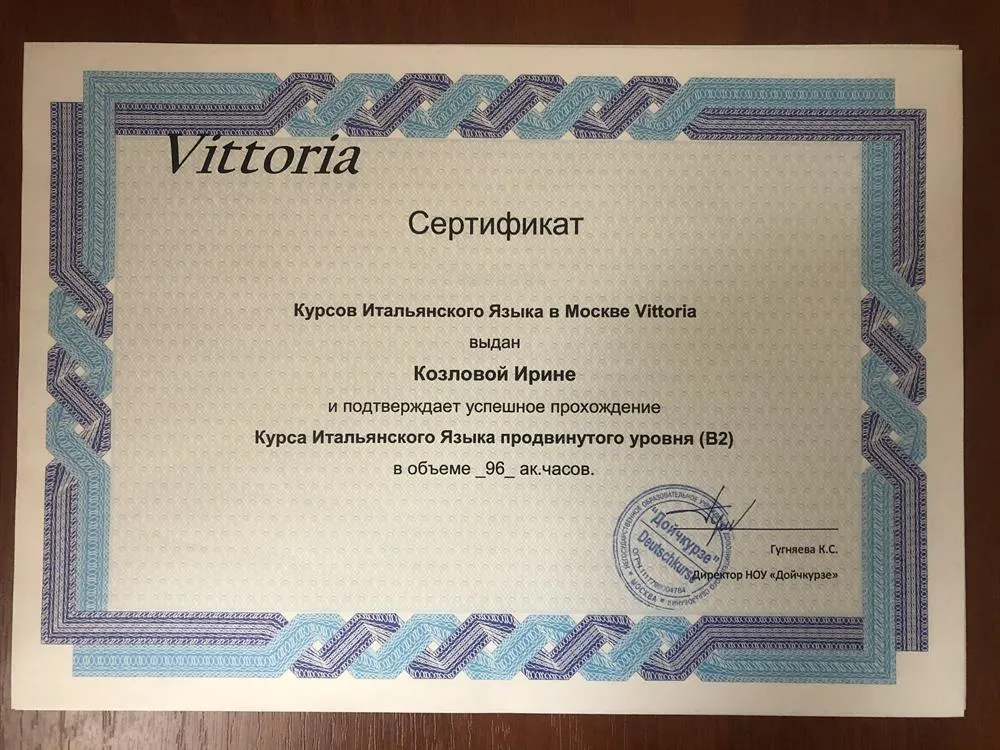 Vittoria
Сертификат
Курсов Итальянского Языка в Москве Vittoria
выдан
Козловой Ирине
и подтверждает успешное прохождение
Курса Итальянского Языка продвинутого уровня (B2)
в объеме _96_ ак.часов.
"Дойчкурзе"
Deutschkurse
МОСКВА
Гугняева К.С.
Директор НОУ «Дойчкурзе»